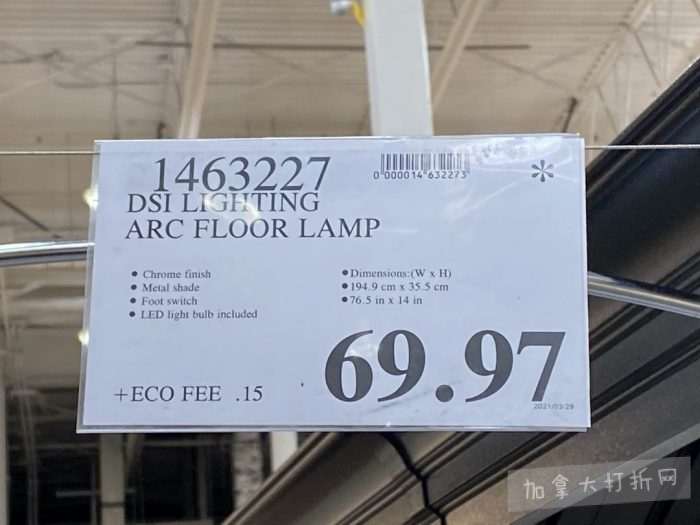 1463227
0 000014 632273
*
DSI LIGHTING
ARC FLOOR LAMP
• Chrome finish
• Metal shade
• Foot switch
• LED light bulb included
• Dimensions:(W x H)
• 194.9 cm x 35.5 cm
• 76.5 in x 14 in
+ECO FEE .15
69.97
2021/03/29
加拿大打折网